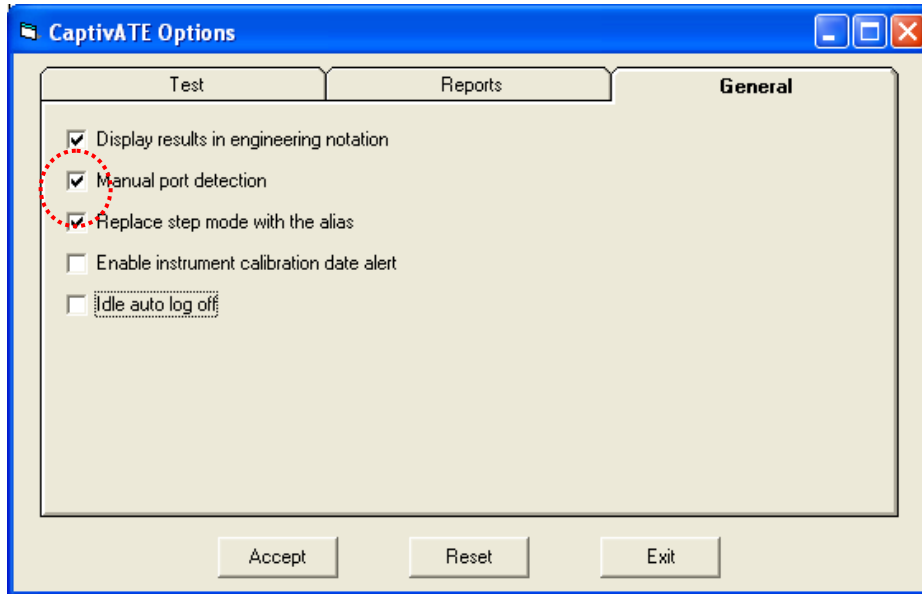 CaptivATE Options
Test Reports General
Display results in engineering notation
Manual port detection
Replace step mode with the alias
Enable instrument calibration date alert
Idle auto log off
Accept Reset Exit